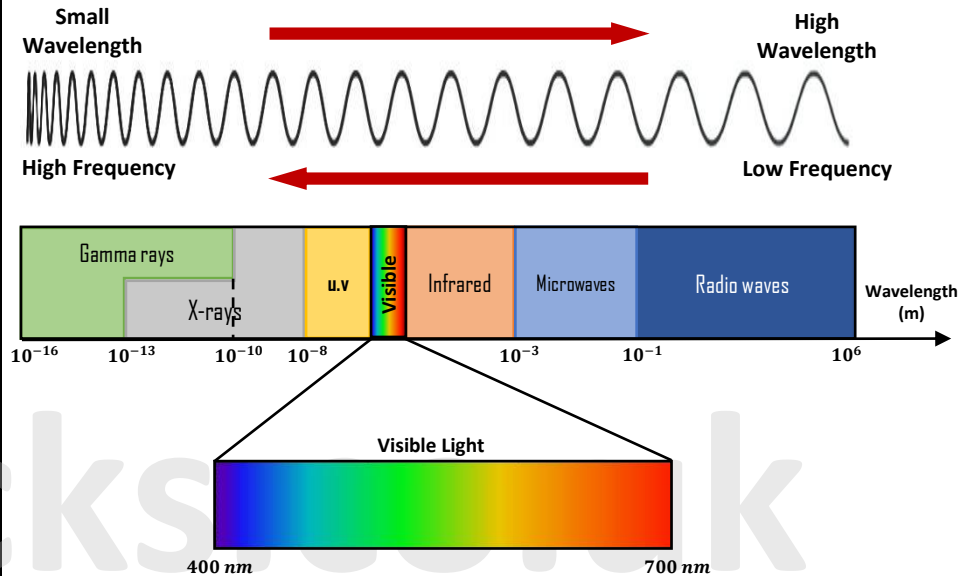 Small
Wavelength
High
Wavelength
High Frequency
Low Frequency
Gamma rays
X-rays
u.v
Visible
Infrared
Microwaves
Radio waves
Wavelength
(m)
10⁻¹⁶
10⁻¹³
10⁻¹⁰
10⁻⁸
10⁻³
10⁻¹
10⁶
Visible Light
400 nm
700 nm